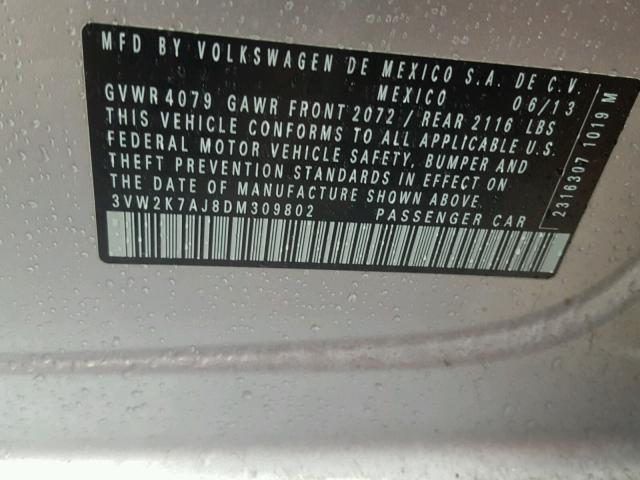 MFD BY VOLKSWAGEN DE MEXICO S.A. DE C.V.
MEXICO 06/13
GVWR 4079 GAWR FRONT 2072 / REAR 2116 LBS
THIS VEHICLE CONFORMS TO ALL APPLICABLE U.S.
FEDERAL MOTOR VEHICLE SAFETY, BUMPER AND
THEFT PREVENTION STANDARDS IN EFFECT ON
THE DATE OF MANUFACTURE SHOWN ABOVE.
3VW2K7AJ8DM309802 PASSENGER CAR
2316307 1019 M